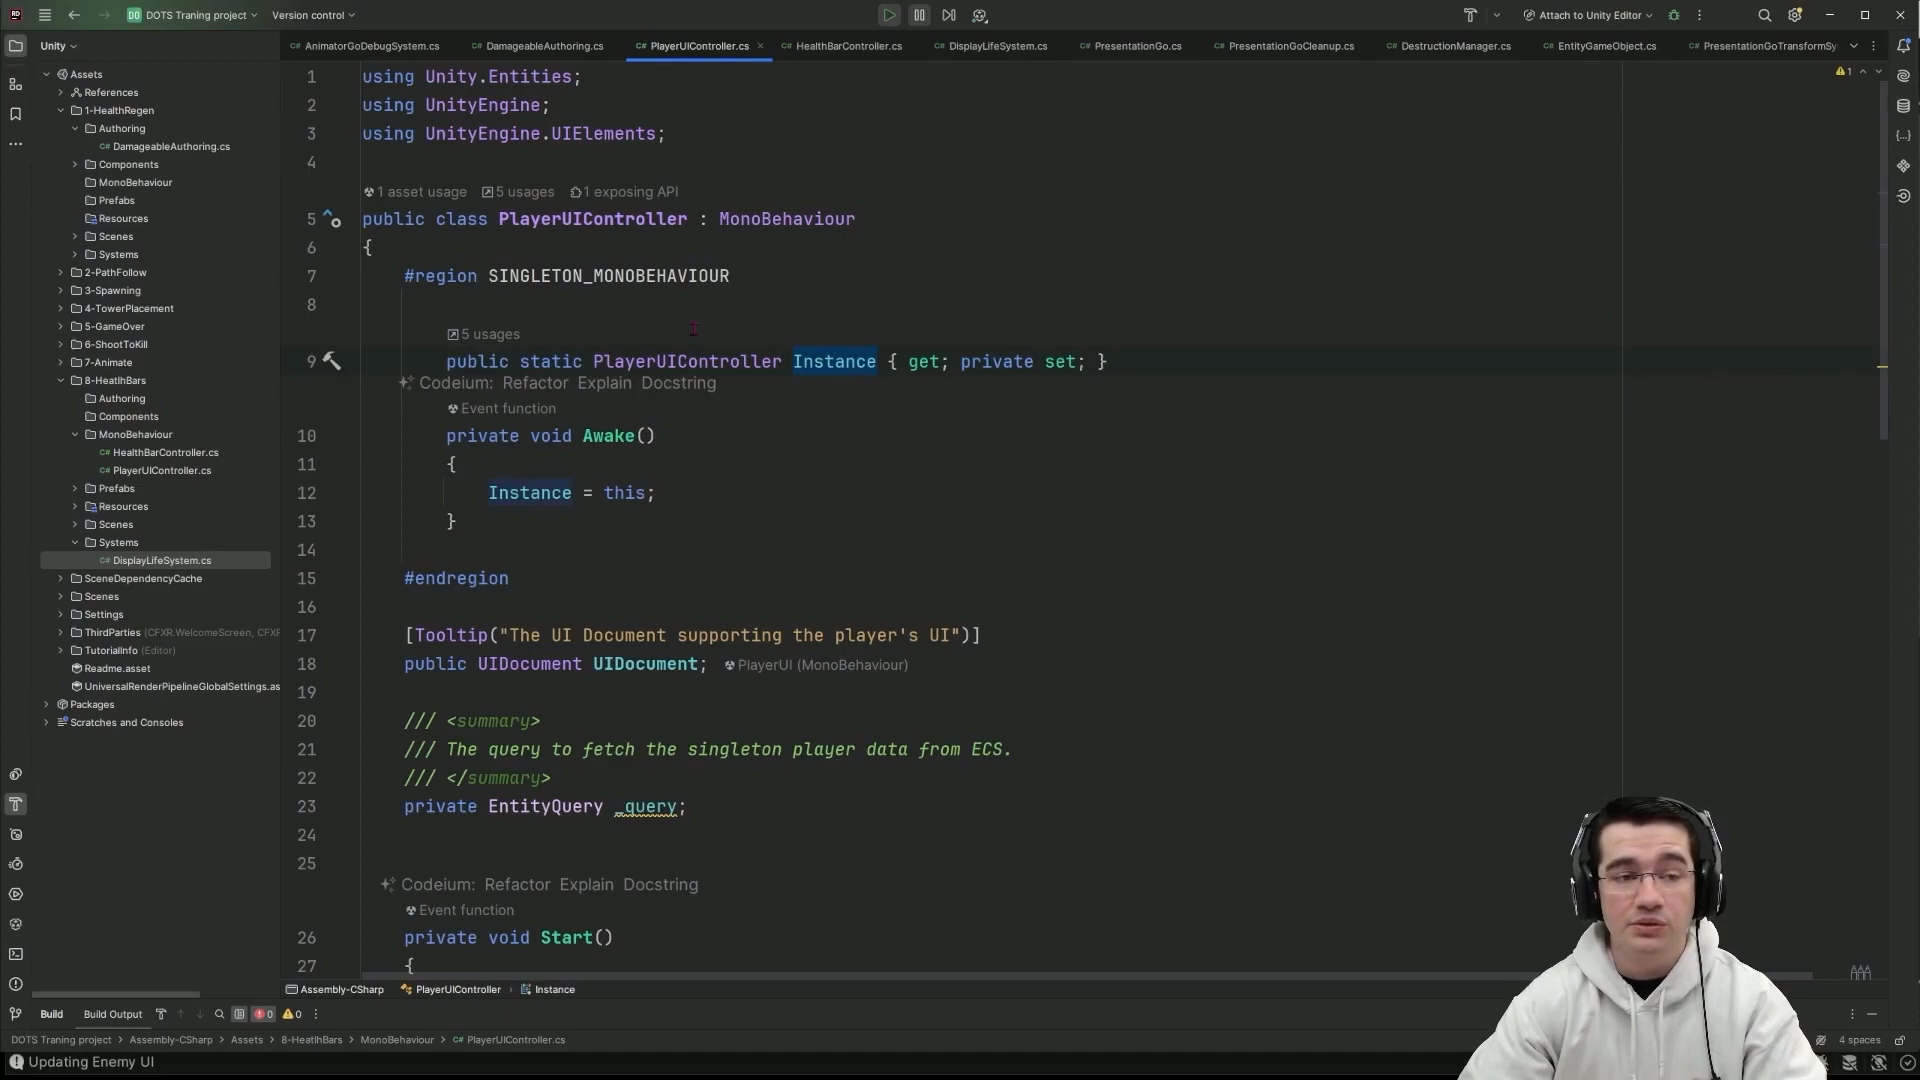 DO DOTS Traning project Version control Attach to Unity Editor
Unity
AnimatorGoDebugSystem.cs DamageableAuthoring.cs PlayerUIController.cs HealthBarController.cs DisplayLifeSystem.cs PresentationGo.cs PresentationGoCleanup.cs DestructionManager.cs EntityGameObject.cs PresentationGoTransformSy
Assets
References
1-HealthRegen
Authoring
C# DamageableAuthoring.cs
Components
MonoBehaviour
Prefabs
Resources
Scenes
Systems
2-PathFollow
3-Spawning
4-TowerPlacement
5-GameOver
6-ShootToKill
7-Animate
8-HeatlhBars
Authoring
Components
MonoBehaviour
C# HealthBarController.cs
C# PlayerUIController.cs
Prefabs
Resources
Scenes
Systems
C# DisplayLifeSystem.cs
SceneDependencyCache
Scenes
Settings
ThirdParties (CFXR.WelcomeScreen, CFXR
TutorialInfo (Editor)
Readme.asset
UniversalRenderPipelineGlobalSettings.as
Packages
Scratches and Consoles
1
1 using Unity.Entities;
2 using UnityEngine;
3 using UnityEngine.UIElements;
4
1 asset usage 5 usages 1 exposing API
5 public class PlayerUIController : MonoBehaviour
6 {
7 #region SINGLETON_MONOBEHAVIOUR
8
5 usages
9 public static PlayerUIController Instance { get; private set; }
Codeium: Refactor Explain Docstring
Event function
10 private void Awake()
11 {
12 Instance = this;
13 }
14
15 #endregion
16
17 [Tooltip("The UI Document supporting the player's UI")]
18 public UIDocument UIDocument; PlayerUI (MonoBehaviour)
19
20 /// <summary>
21 /// The query to fetch the singleton player data from ECS.
22 /// </summary>
23 private EntityQuery _query;
24
25
Codeium: Refactor Explain Docstring
Event function
26 private void Start()
27 {
Assembly-CSharp PlayerUIController › Instance
Build Build Output 0 0
DOTS Traning project › Assembly-CSharp › Assets › 8-HeatlhBars › MonoBehaviour › C# PlayerUIController.cs 4 spaces
Updating Enemy UI